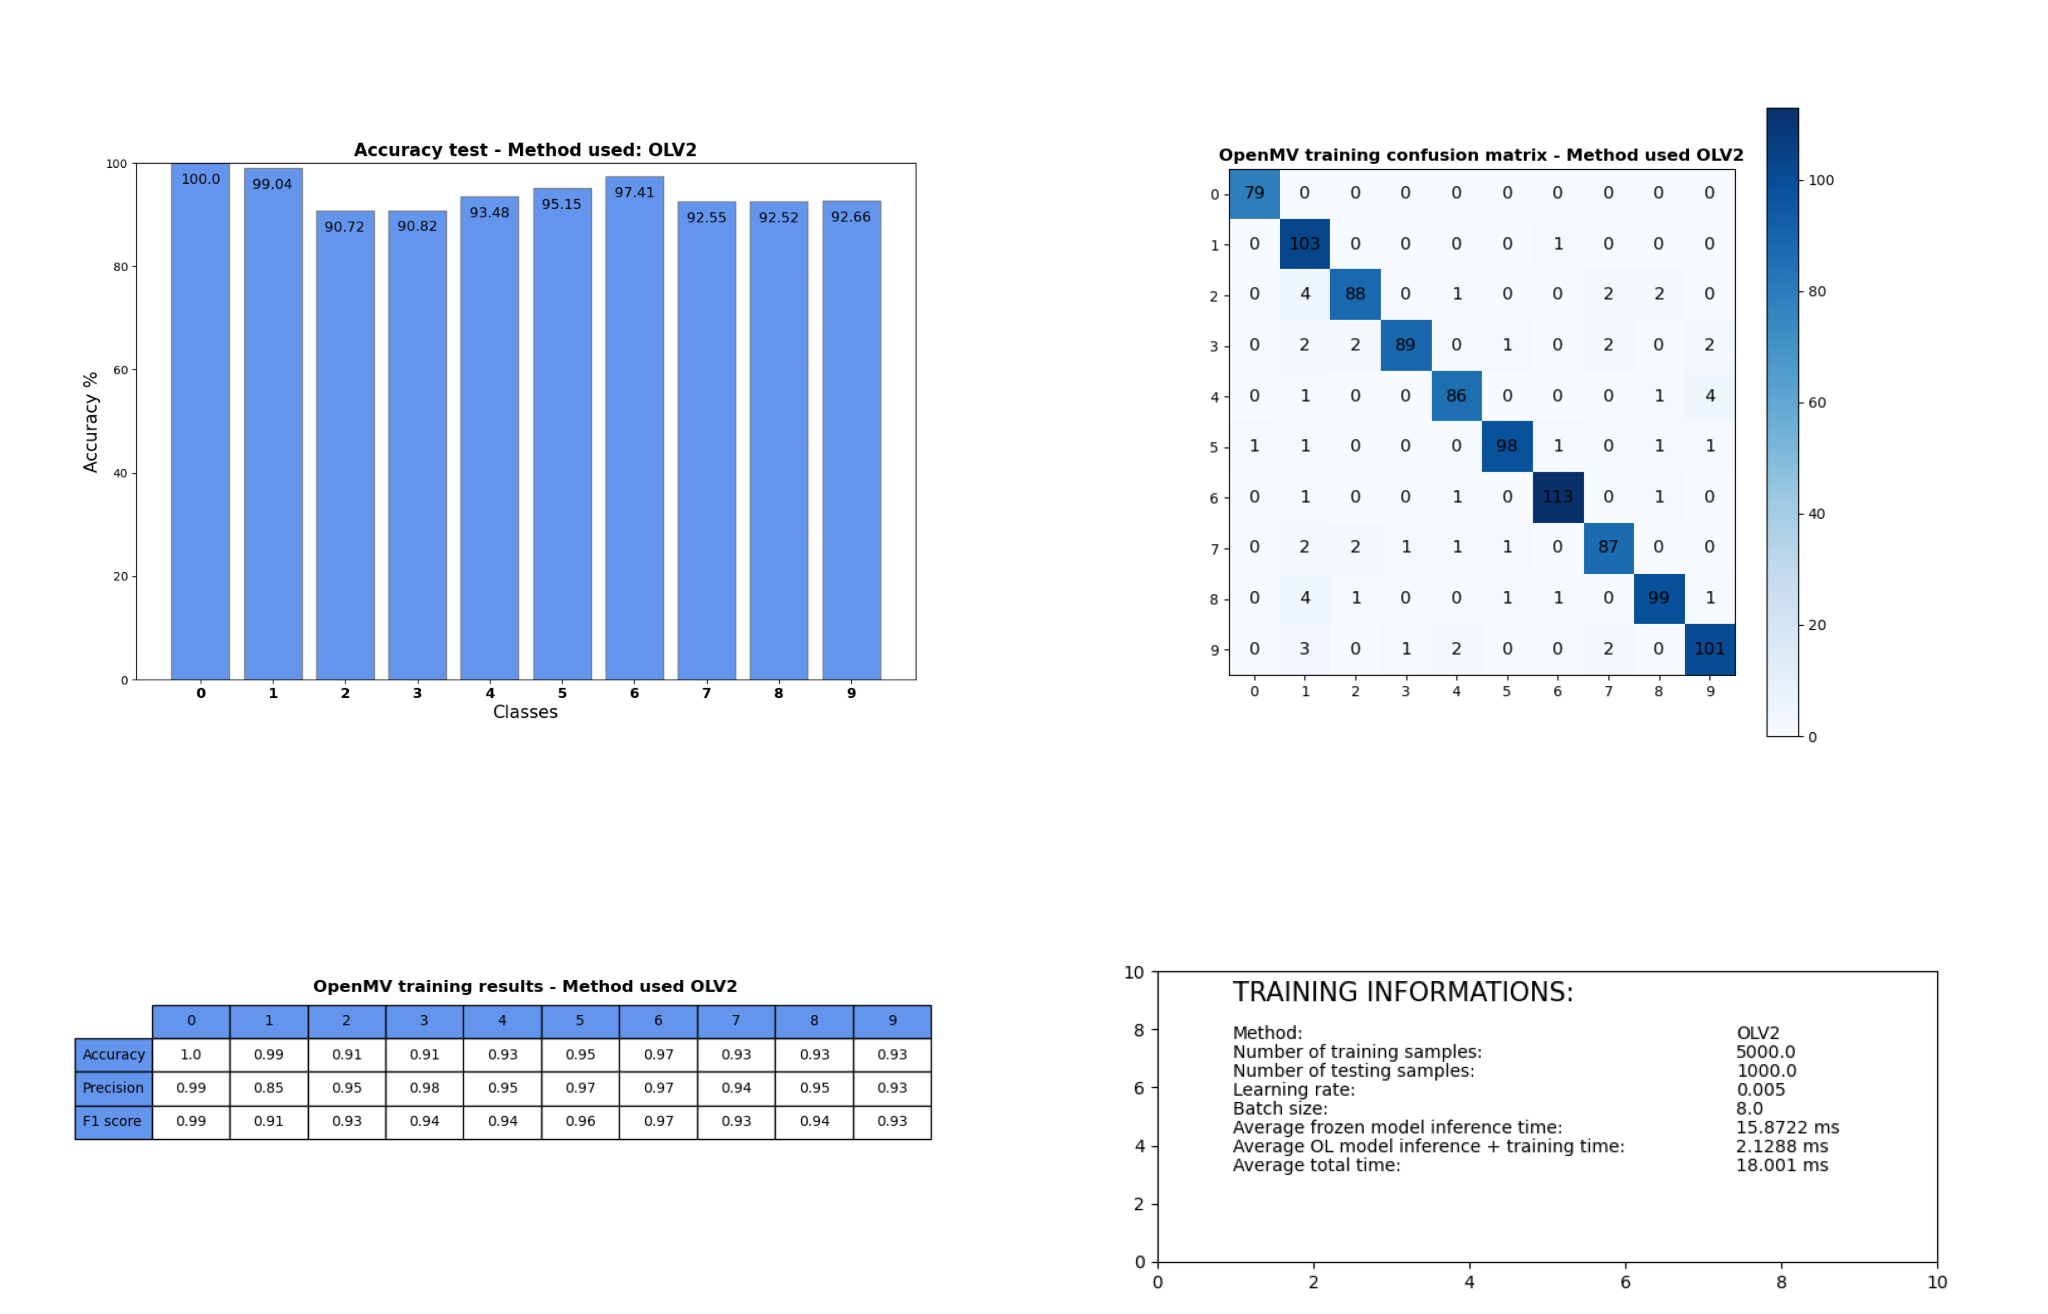 Accuracy test - Method used: OLV2
100
80
60
40
20
0
Accuracy %
100.0 99.04 90.72 90.82 93.48 95.15 97.41 92.55 92.52 92.66
0 1 2 3 4 5 6 7 8 9
Classes
OpenMV training confusion matrix - Method used OLV2
0 79 0 0 0 0 0 0 0 0 0
1 0 103 0 0 0 0 1 0 0 0
2 0 4 88 0 1 0 0 2 2 0
3 0 2 2 89 0 1 0 2 0 2
4 0 1 0 0 86 0 0 0 1 4
5 1 1 0 0 0 98 1 0 1 1
6 0 1 0 0 1 0 113 0 1 0
7 0 2 2 1 1 1 0 87 0 0
8 0 4 1 0 0 1 1 0 99 1
9 0 3 0 1 2 0 0 2 0 101
0 1 2 3 4 5 6 7 8 9
100
80
60
40
20
0
OpenMV training results - Method used OLV2
0 1 2 3 4 5 6 7 8 9
Accuracy 1.0 0.99 0.91 0.91 0.93 0.95 0.97 0.93 0.93 0.93
Precision 0.99 0.85 0.95 0.98 0.95 0.97 0.97 0.94 0.95 0.93
F1 score 0.99 0.91 0.93 0.94 0.94 0.96 0.97 0.93 0.94 0.93
10
8
6
4
2
0
TRAINING INFORMATIONS:
Method: OLV2
Number of training samples: 5000.0
Number of testing samples: 1000.0
Learning rate: 0.005
Batch size: 8.0
Average frozen model inference time: 15.8722 ms
Average OL model inference + training time: 2.1288 ms
Average total time: 18.001 ms
0 2 4 6 8 10